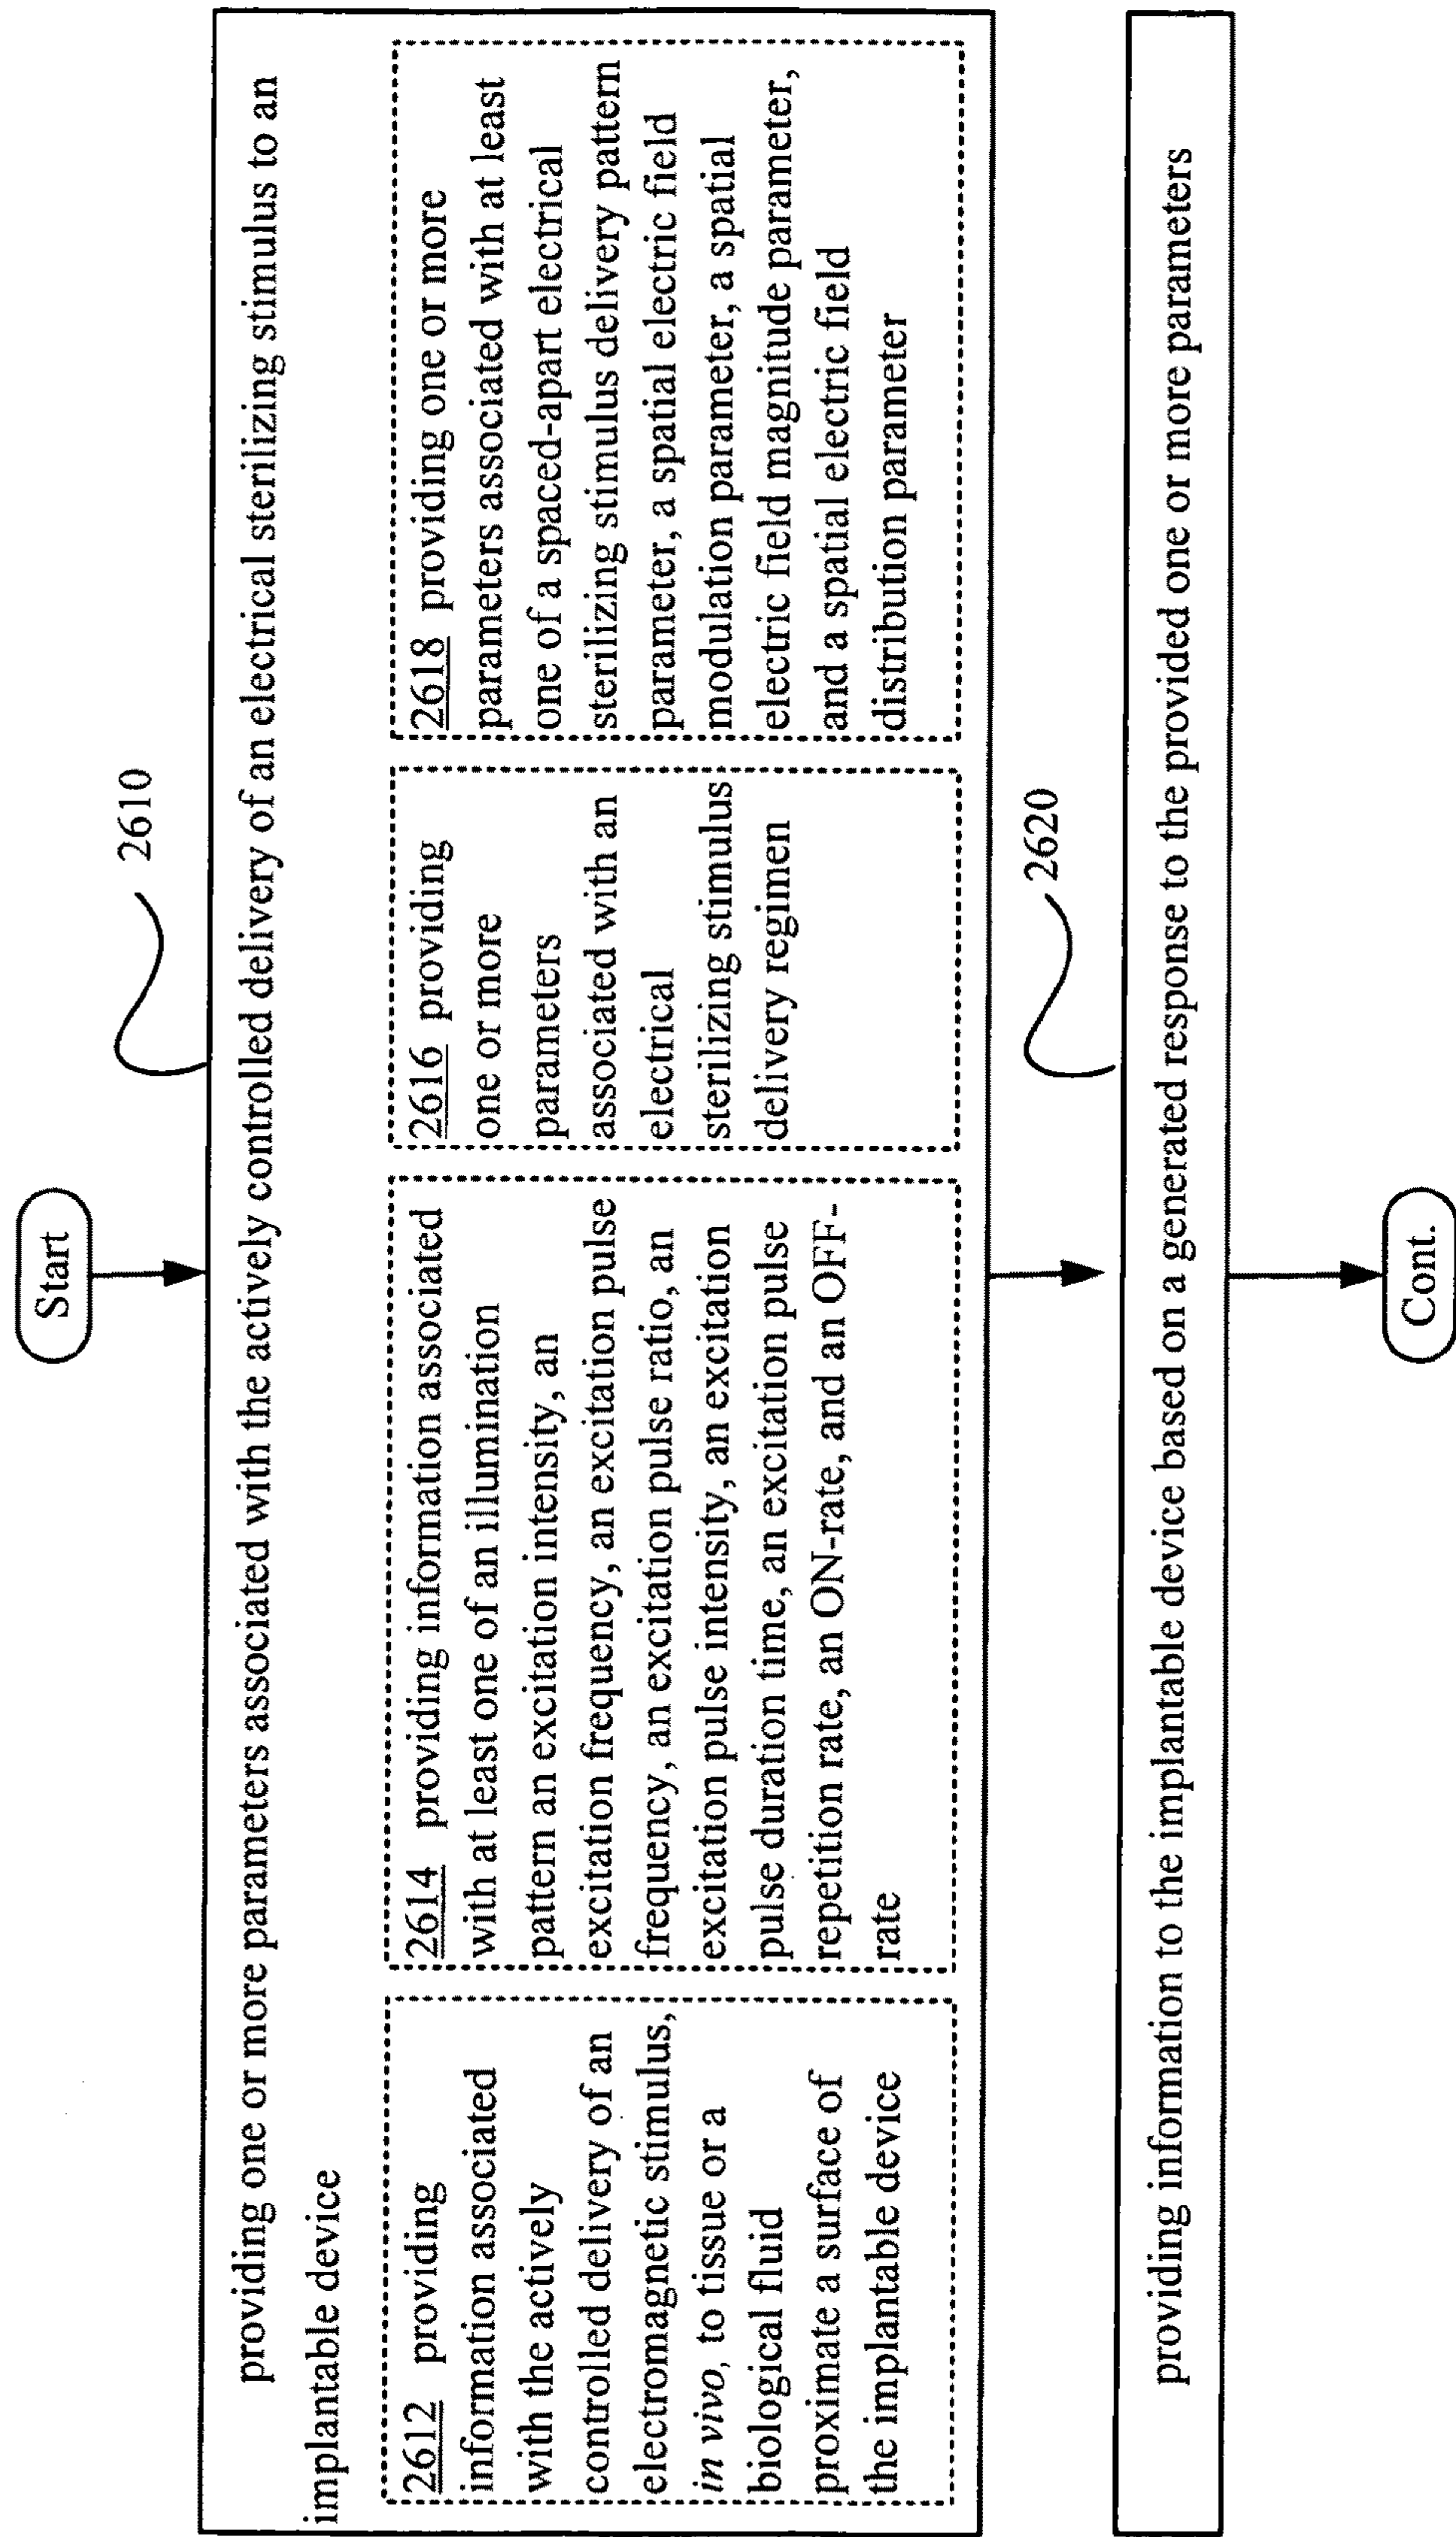 Start
2610
providing one or more parameters associated with the actively controlled delivery of an electrical sterilizing stimulus to an
implantable device
2612 providing
information associated
with the actively
controlled delivery of an
electromagnetic stimulus,
in vivo, to tissue or a
biological fluid
proximate a surface of
the implantable device
2614 providing information associated
with at least one of an illumination
pattern an excitation intensity, an
excitation frequency, an excitation pulse
frequency, an excitation pulse ratio, an
excitation pulse intensity, an excitation
pulse duration time, an excitation pulse
repetition rate, an ON-rate, and an OFF-
rate
2616 providing
one or more
parameters
associated with an
electrical
sterilizing stimulus
delivery regimen
2618 providing one or more
parameters associated with at least
one of a spaced-apart electrical
sterilizing stimulus delivery pattern
parameter, a spatial electric field
modulation parameter, a spatial
electric field magnitude parameter,
and a spatial electric field
distribution parameter
2620
providing information to the implantable device based on a generated response to the provided one or more parameters
Cont.